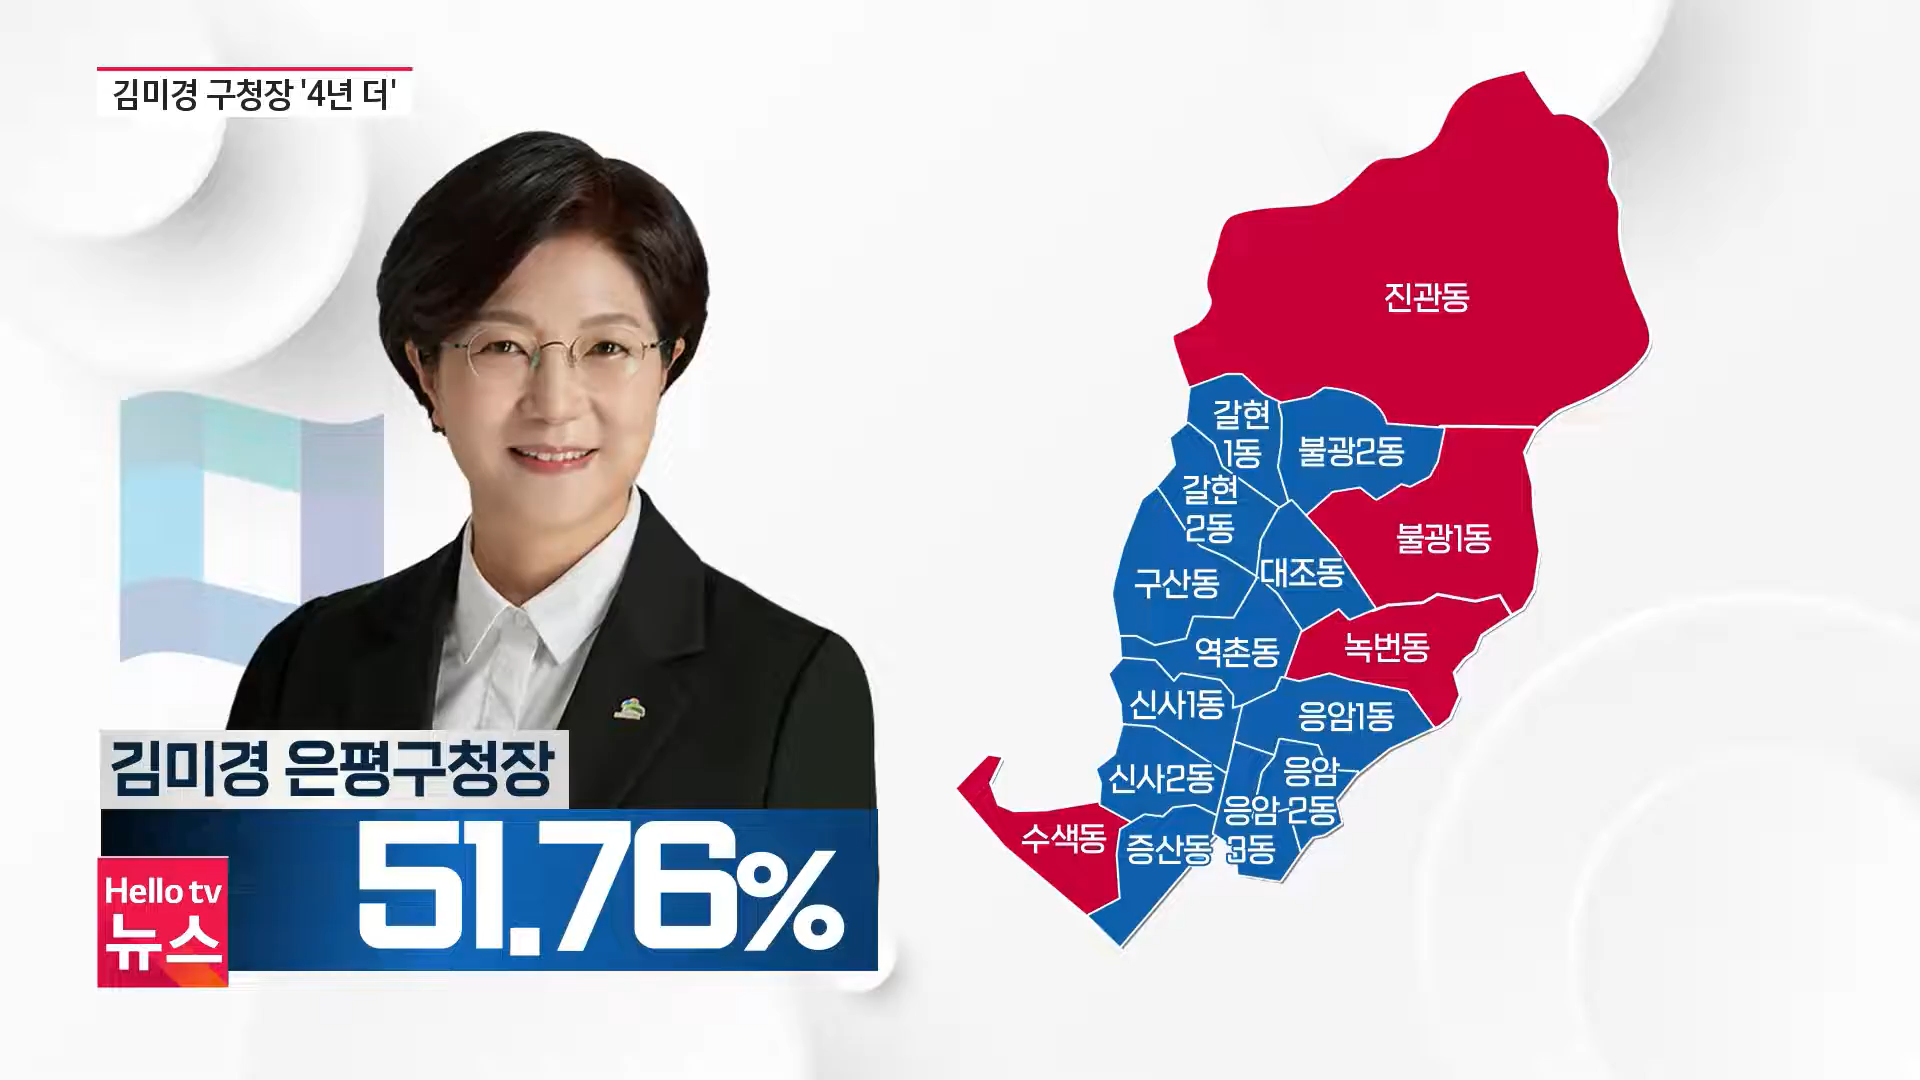 김미경 구청장 '4년 더'
김미경 은평구청장
51.76%
Hello tv
뉴스
진관동
갈현
1동
불광2동
갈현
2동
불광1동
대조동
구산동
녹번동
역촌동
신사1동
응암1동
신사2동
응암
2동
응암
3동
수색동
증산동